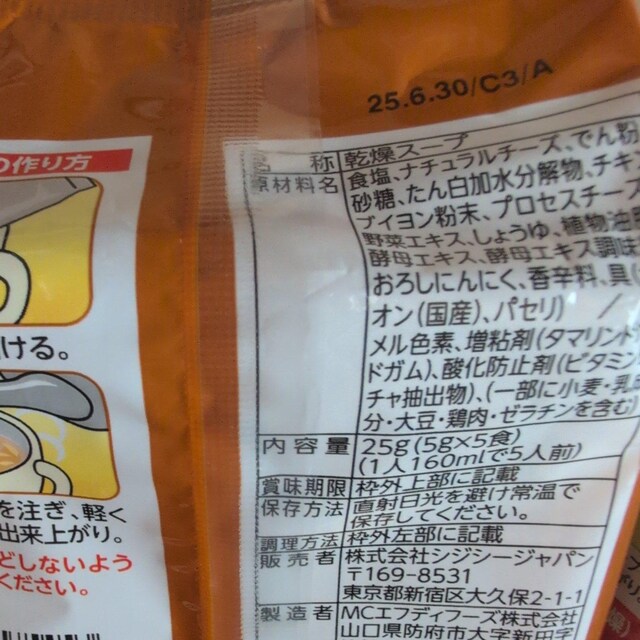 25.6.30/C3/A
の作り方
ける。
を注ぎ、軽く
出来上がり。
どしないよう
ください。
名 称 乾燥スープ
原材料名 食塩、ナチュラルチーズ、でん粉
砂糖、たん白加水分解物、チキ
ブイヨン粉末、プロセスチーブ
野菜エキス、しょうゆ、植物油
酵母エキス、酵母エキス調味
おろしにんにく、香辛料、具(
オン(国産)、パセリ) /
メル色素、増粘剤(タマリンド
ドガム)、酸化防止剤(ビタミン
チャ抽出物)、(一部に小麦・乳
分・大豆・鶏肉・ゼラチンを含む)
内容量 25g(5g×5食)
(1人160mlで5人前)
賞味期限 枠外上部に記載
保存方法 直射日光を避け常温で
保存してください。
調理方法 枠外左部に記載
販売者 株式会社シジシージャパン
〒169-8531
東京都新宿区大久保2-1-1
製造者 MCエフディフーズ株式会社
山口県防府市大字新田